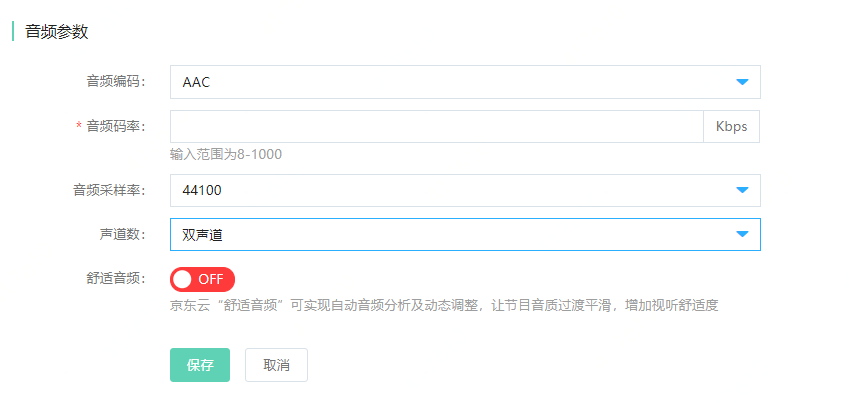 音频参数
音频编码： AAC
* 音频码率： Kbps
输入范围为8-1000
音频采样率： 44100
声道数： 双声道
舒适音频： OFF
京东云“舒适音频”可实现自动音频分析及动态调整，让节目音质过渡平滑，增加视听舒适度
保存 取消